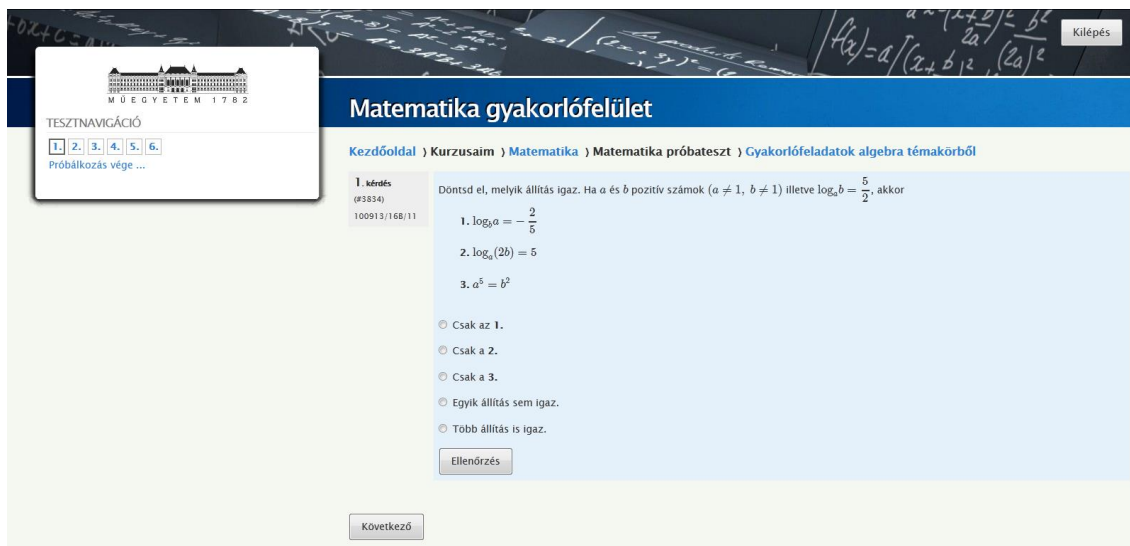 Kilépés
MŰEGYETEM 1782
TESZTNAVIGÁCIÓ
1. 2. 3. 4. 5. 6.
Próbálkozás vége ...
Matematika gyakorlófelület
Kezdőoldal ⟩ Kurzusaim ⟩ Matematika ⟩ Matematika próbateszt ⟩ Gyakorlófeladatok algebra témakörből
1. kérdés
(#3834)
100913/16B/11
Döntsd el, melyik állítás igaz. Ha a és b pozitív számok (a ≠ 1, b ≠ 1) illetve log_a b = 5/2, akkor
1. log_b a = − 2/5
2. log_a(2b) = 5
3. a⁵ = b²
Csak az 1.
Csak a 2.
Csak a 3.
Egyik állítás sem igaz.
Több állítás is igaz.
Ellenőrzés
Következő